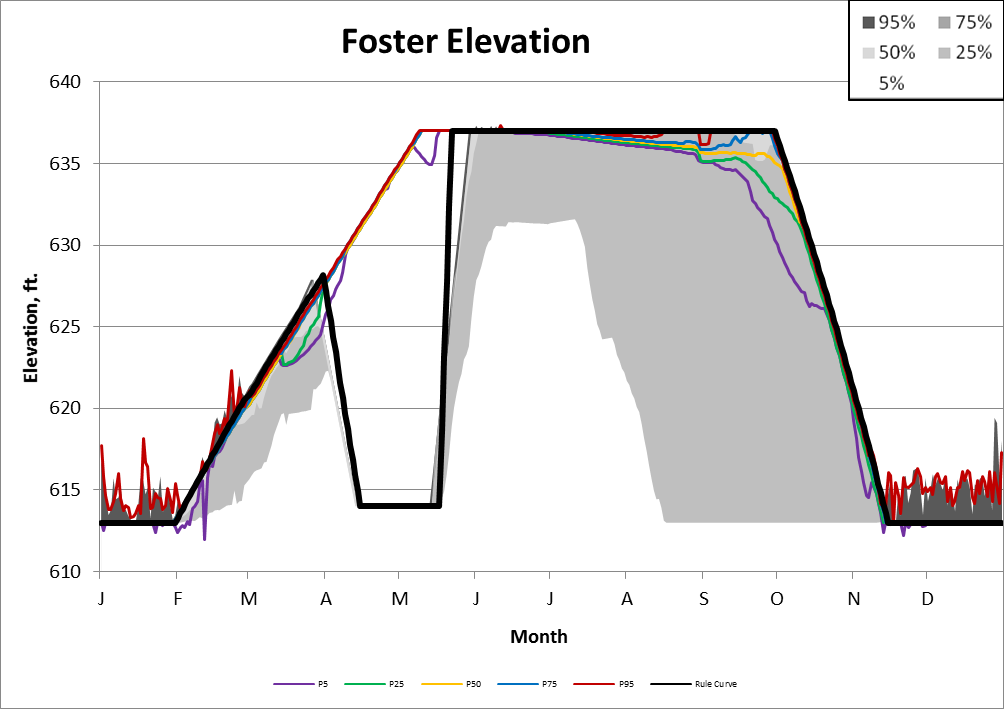 Foster Elevation
95% 75%
50% 25%
5%
640
635
630
625
620
615
610
Elevation, ft.
J F M A M J J A S O N D
Month
P5 P25 P50 P75 P95 Rule Curve